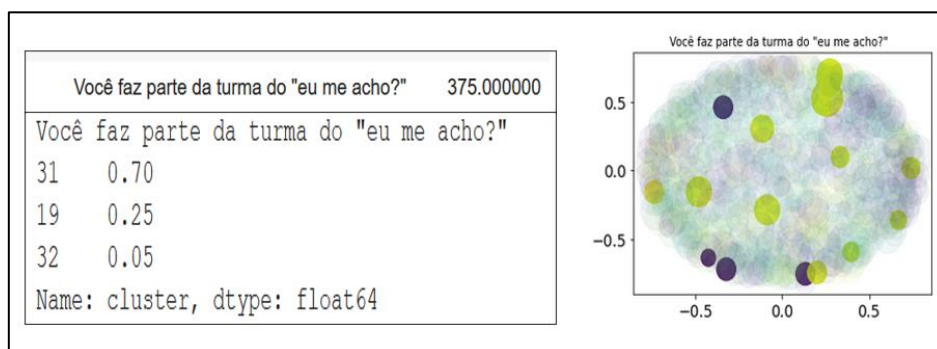 Você faz parte da turma do "eu me acho?" 375.000000
Você faz parte da turma do "eu me acho?"
31 0.70
19 0.25
32 0.05
Name: cluster, dtype: float64
Você faz parte da turma do "eu me acho?"
0.5
0.0
−0.5
−0.5 0.0 0.5